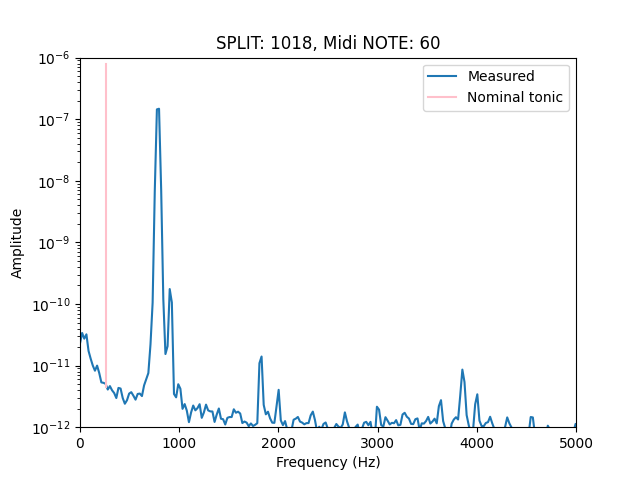 SPLIT: 1018, Midi NOTE: 60
Measured
Nominal tonic
Amplitude
10⁻⁶
10⁻⁷
10⁻⁸
10⁻⁹
10⁻¹⁰
10⁻¹¹
10⁻¹²
0 1000 2000 3000 4000 5000
Frequency (Hz)